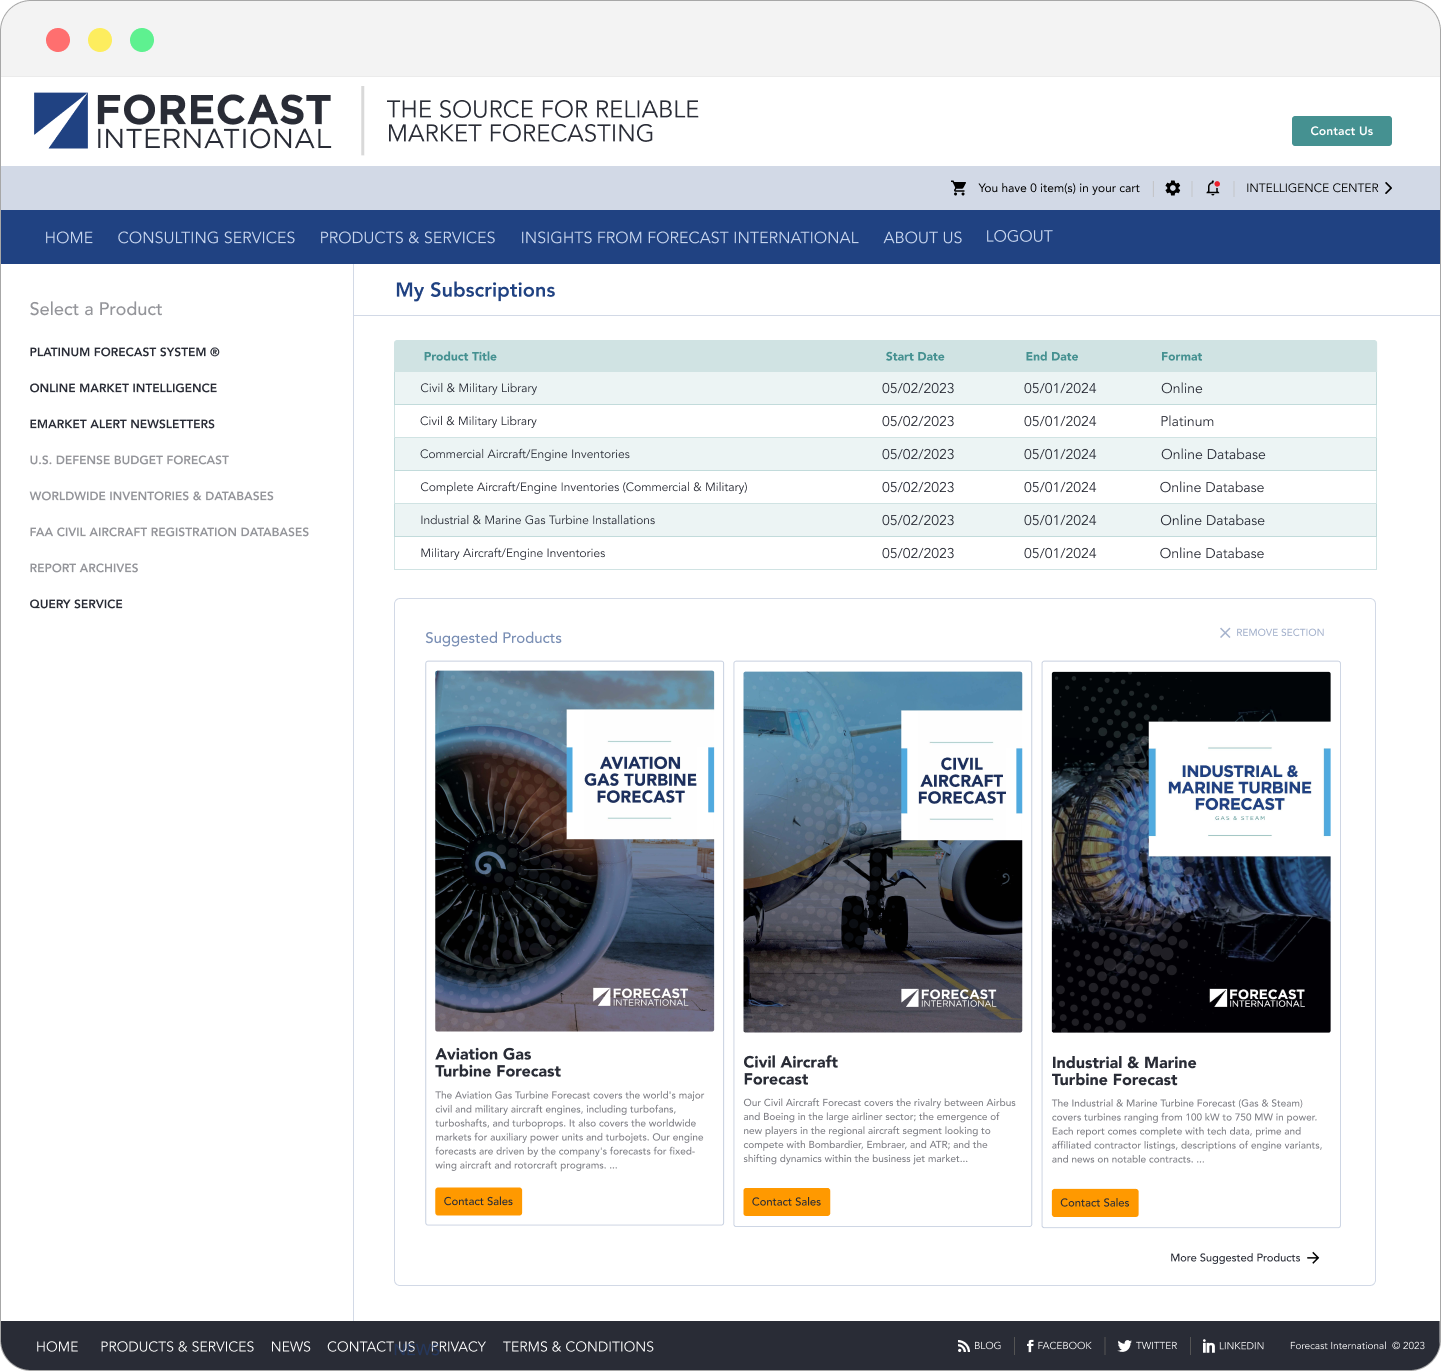 FORECAST
INTERNATIONAL
THE SOURCE FOR RELIABLE
MARKET FORECASTING
Contact Us
You have 0 item(s) in your cart
INTELLIGENCE CENTER
HOME CONSULTING SERVICES PRODUCTS & SERVICES INSIGHTS FROM FORECAST INTERNATIONAL ABOUT US LOGOUT
Select a Product
PLATINUM FORECAST SYSTEM ®
ONLINE MARKET INTELLIGENCE
EMARKET ALERT NEWSLETTERS
U.S. DEFENSE BUDGET FORECAST
WORLDWIDE INVENTORIES & DATABASES
FAA CIVIL AIRCRAFT REGISTRATION DATABASES
REPORT ARCHIVES
QUERY SERVICE
My Subscriptions
Product Title Start Date End Date Format
Civil & Military Library 05/02/2023 05/01/2024 Online
Civil & Military Library 05/02/2023 05/01/2024 Platinum
Commercial Aircraft/Engine Inventories 05/02/2023 05/01/2024 Online Database
Complete Aircraft/Engine Inventories (Commercial & Military) 05/02/2023 05/01/2024 Online Database
Industrial & Marine Gas Turbine Installations 05/02/2023 05/01/2024 Online Database
Military Aircraft/Engine Inventories 05/02/2023 05/01/2024 Online Database
Suggested Products
REMOVE SECTION
AVIATION
GAS TURBINE
FORECAST
FORECAST
INTERNATIONAL
Aviation Gas
Turbine Forecast
The Aviation Gas Turbine Forecast covers the world's major
civil and military aircraft engines, including turbofans,
turboshafts, and turboprops. It also covers the worldwide
markets for auxiliary power units and turbojets. Our engine
forecasts are driven by the company's forecasts for fixed-
wing aircraft and rotorcraft programs. ...
Contact Sales
CIVIL
AIRCRAFT
FORECAST
FORECAST
INTERNATIONAL
Civil Aircraft
Forecast
Our Civil Aircraft Forecast covers the rivalry between Airbus
and Boeing in the large airliner sector; the emergence of
new players in the regional aircraft segment looking to
compete with Bombardier, Embraer, and ATR; and the
shifting dynamics within the business jet market...
Contact Sales
INDUSTRIAL &
MARINE TURBINE
FORECAST
GAS & STEAM
FORECAST
INTERNATIONAL
Industrial & Marine
Turbine Forecast
The Industrial & Marine Turbine Forecast (Gas & Steam)
covers turbines ranging from 100 kW to 750 MW in power.
Each report comes complete with tech data, prime and
affiliated contractor listings, descriptions of engine variants,
and news on notable contracts. ...
Contact Sales
More Suggested Products
HOME PRODUCTS & SERVICES NEWS CONTACT US PRIVACY TERMS & CONDITIONS
BLOG FACEBOOK TWITTER LINKEDIN Forecast International © 2023